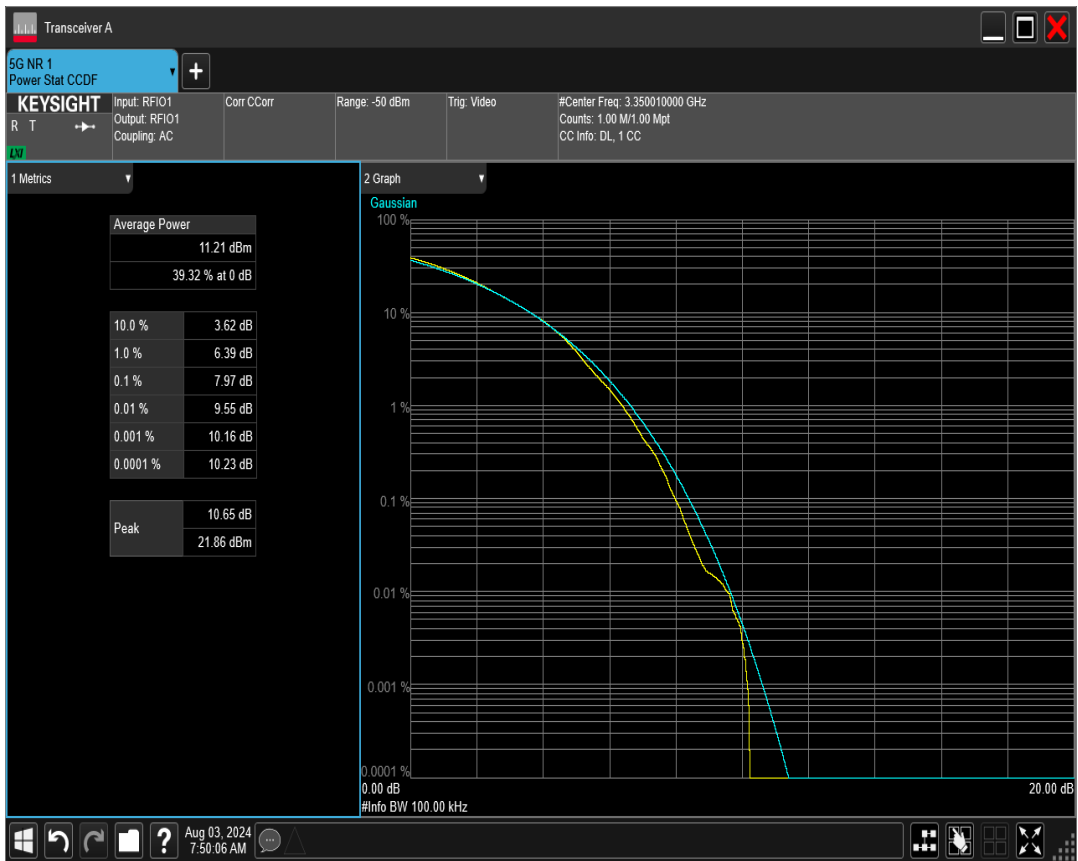 Transceiver A
5G NR 1
Power Stat CCDF
KEYSIGHT
R T
LXI
Input: RFIO1
Output: RFIO1
Coupling: AC
Corr CCorr
Range: -50 dBm
Trig: Video
#Center Freq: 3.350010000 GHz
Counts: 1.00 M/1.00 Mpt
CC Info: DL, 1 CC
1 Metrics
Average Power
11.21 dBm
39.32 % at 0 dB
10.0 % 3.62 dB
1.0 % 6.39 dB
0.1 % 7.97 dB
0.01 % 9.55 dB
0.001 % 10.16 dB
0.0001 % 10.23 dB
Peak
10.65 dB
21.86 dBm
2 Graph
Gaussian
100 %
10 %
1 %
0.1 %
0.01 %
0.001 %
0.0001 %
0.00 dB
20.00 dB
#Info BW 100.00 kHz
?
Aug 03, 2024
7:50:06 AM